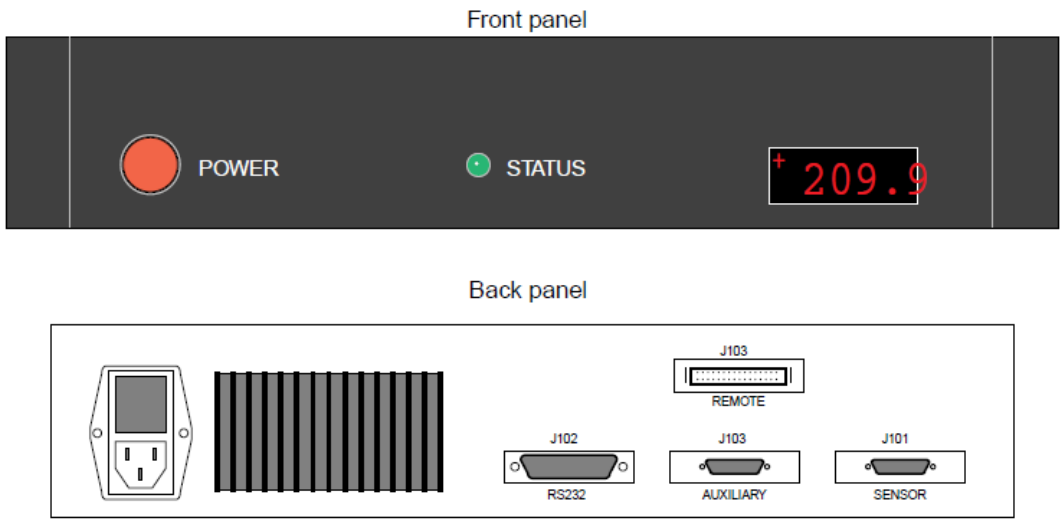 Front panel
POWER
STATUS
+ 209.9
Back panel
J103
REMOTE
J102
J103
J101
RS232
AUXILIARY
SENSOR